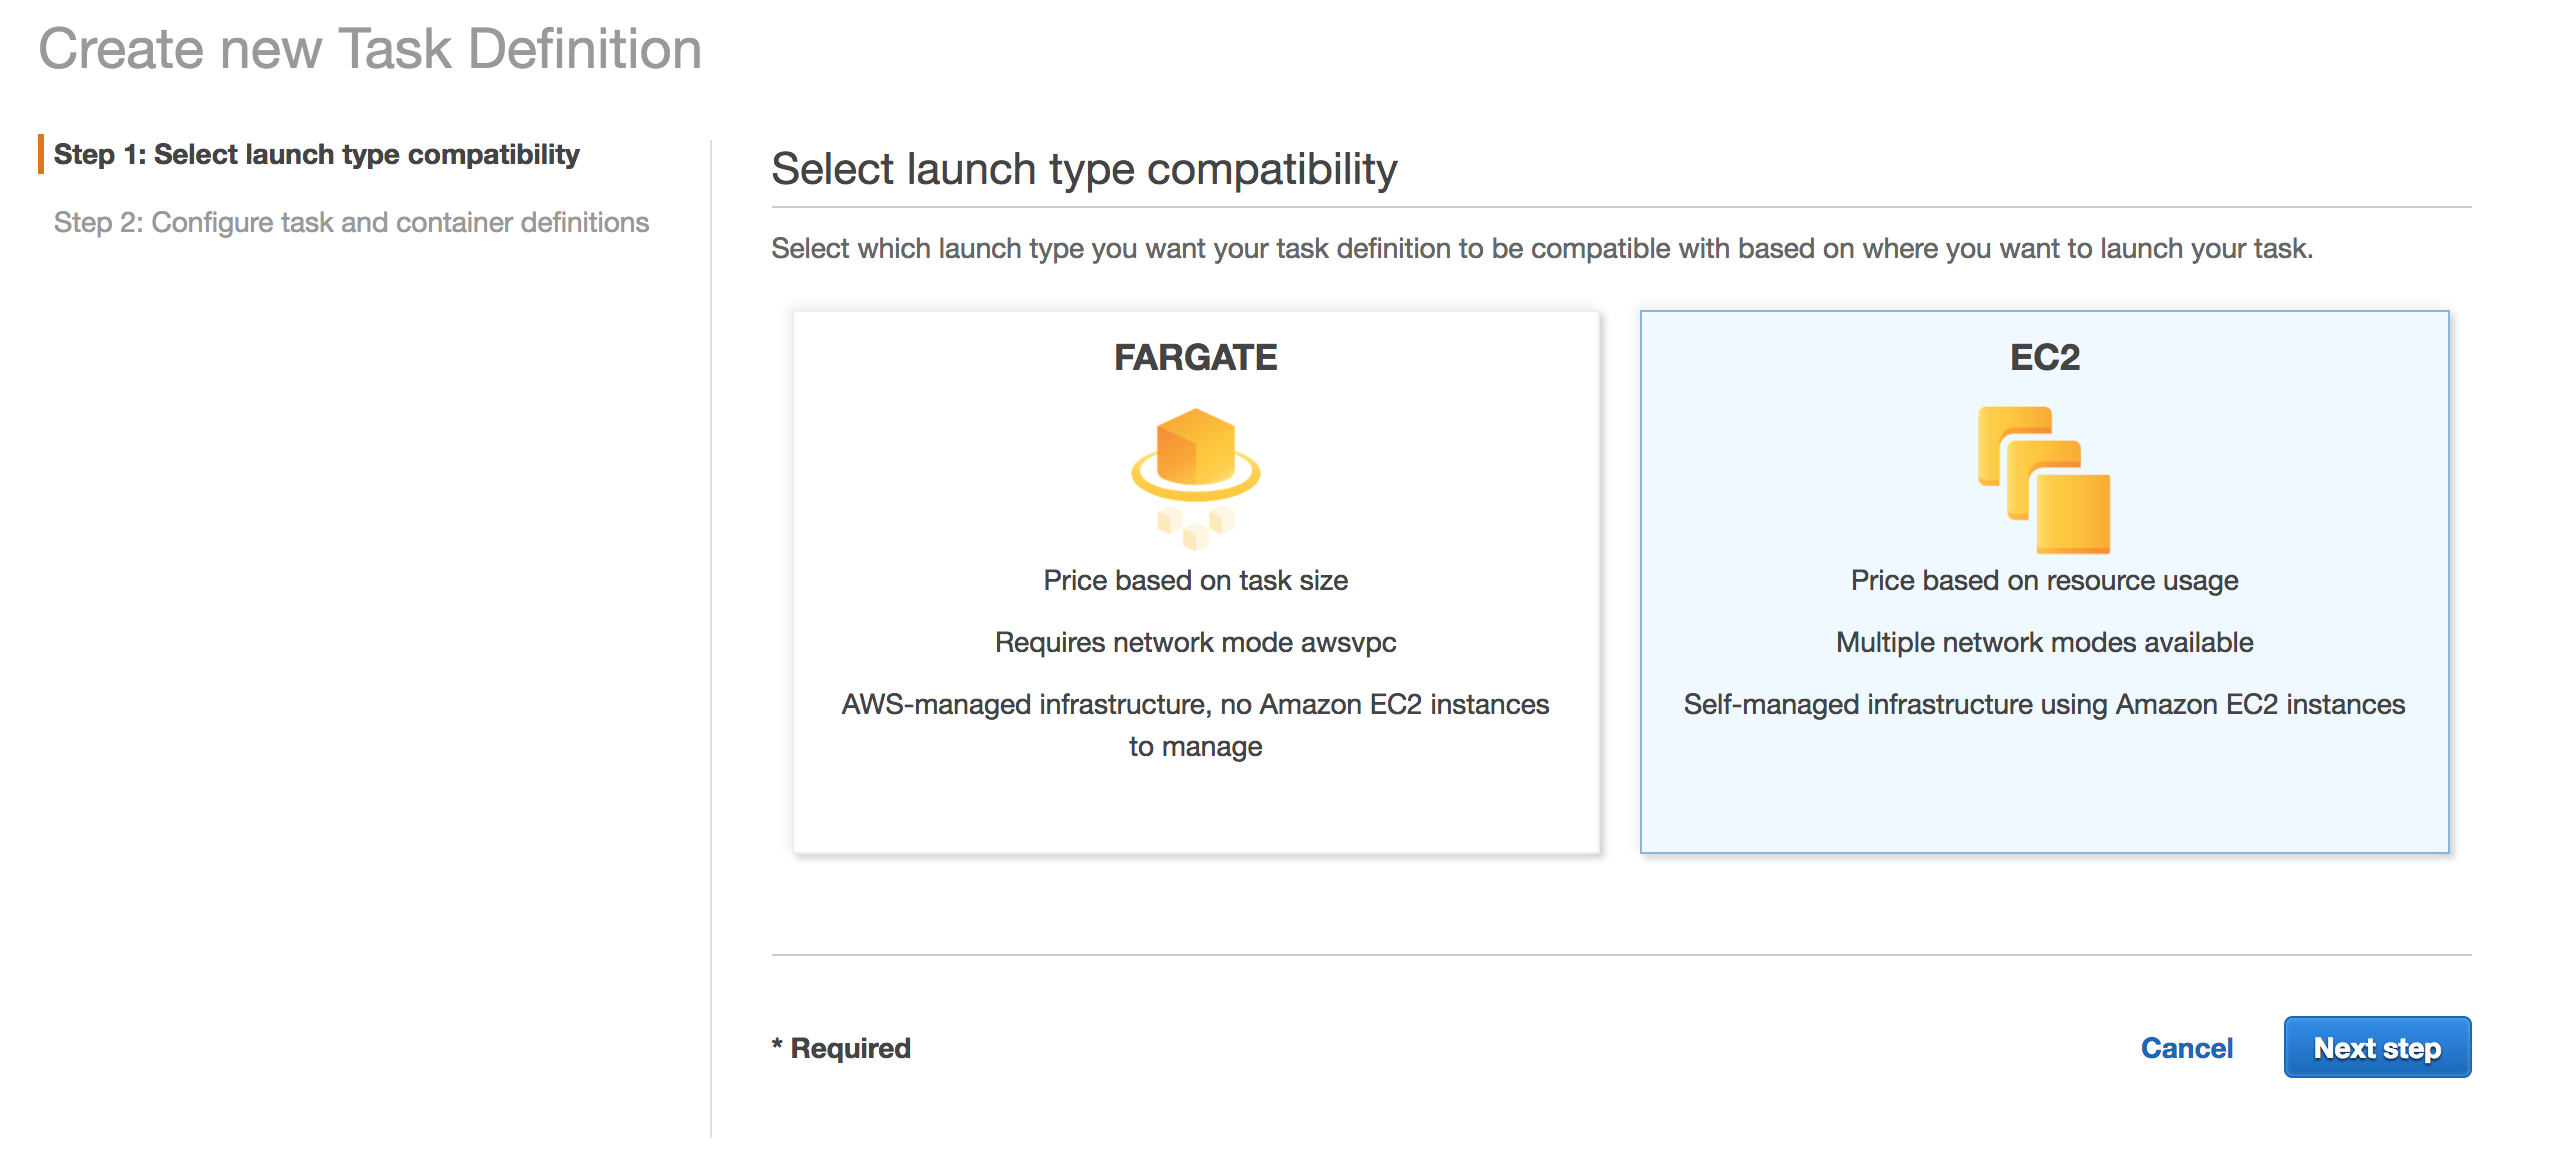 Create new Task Definition
Step 1: Select launch type compatibility
Step 2: Configure task and container definitions
Select launch type compatibility
Select which launch type you want your task definition to be compatible with based on where you want to launch your task.
FARGATE
Price based on task size
Requires network mode awsvpc
AWS-managed infrastructure, no Amazon EC2 instances
to manage
EC2
Price based on resource usage
Multiple network modes available
Self-managed infrastructure using Amazon EC2 instances
* Required
Cancel
Next step